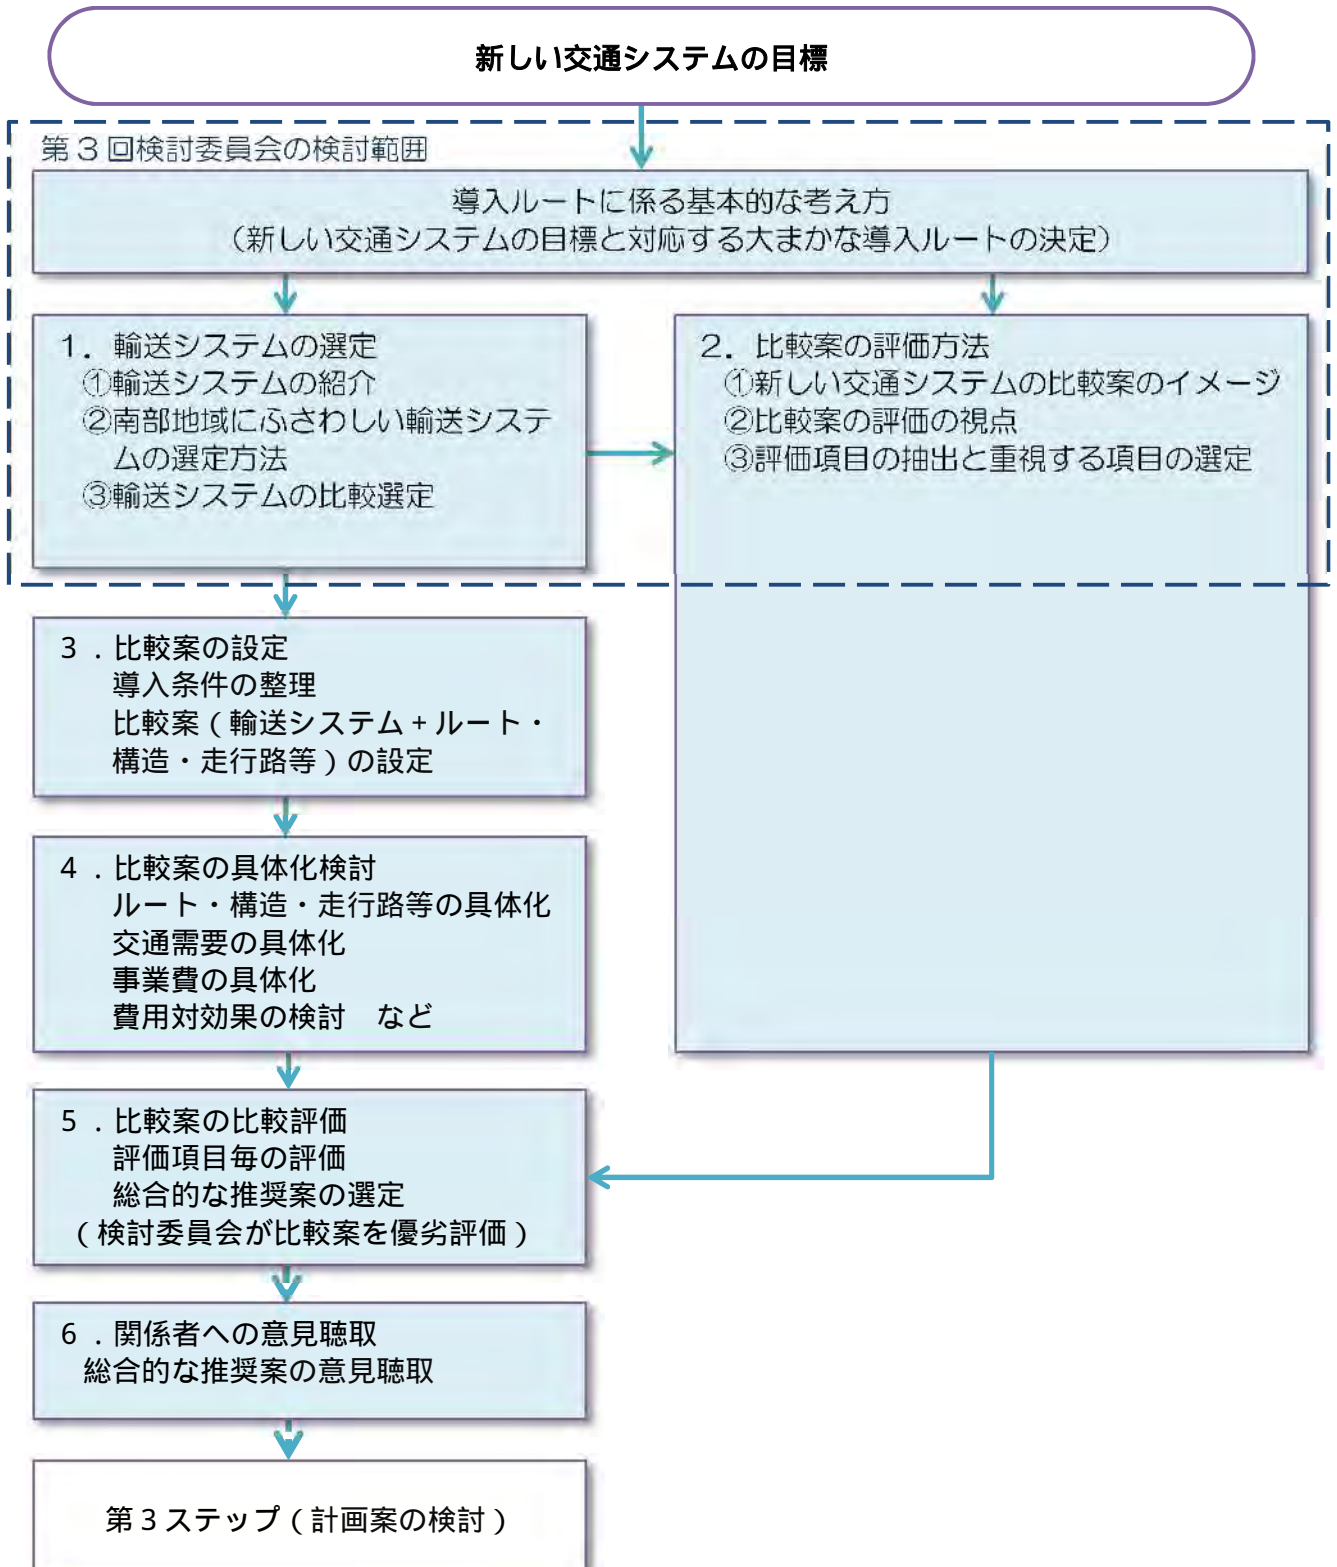 新しい交通システムの目標
第3回検討委員会の検討範囲
導入ルートに係る基本的な考え方
（新しい交通システムの目標と対応する大まかな導入ルートの決定）
1．輸送システムの選定
①輸送システムの紹介
②南部地域にふさわしい輸送システ
ムの選定方法
③輸送システムの比較選定
2．比較案の評価方法
①新しい交通システムの比較案のイメージ
②比較案の評価の視点
③評価項目の抽出と重視する項目の選定
3．比較案の設定
導入条件の整理
比較案（輸送システム+ルート・
構造・走行路等）の設定
4．比較案の具体化検討
ルート・構造・走行路等の具体化
交通需要の具体化
事業費の具体化
費用対効果の検討　など
5．比較案の比較評価
評価項目毎の評価
総合的な推奨案の選定
（検討委員会が比較案を優劣評価）
6．関係者への意見聴取
総合的な推奨案の意見聴取
第3ステップ（計画案の検討）